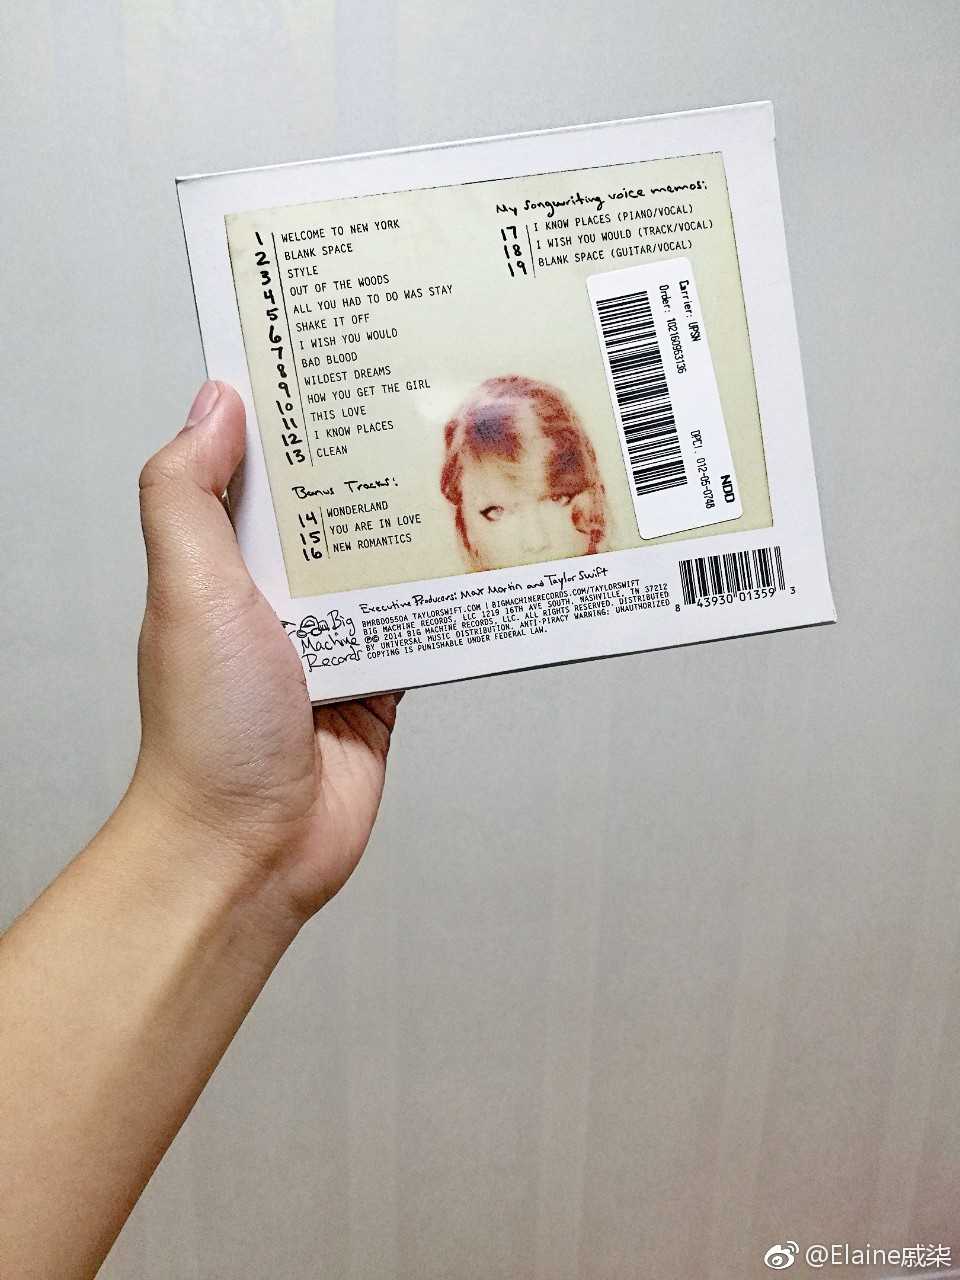 1 WELCOME TO NEW YORK
2 BLANK SPACE
3 STYLE
4 OUT OF THE WOODS
5 ALL YOU HAD TO DO WAS STAY
6 SHAKE IT OFF
7 I WISH YOU WOULD
8 BAD BLOOD
9 WILDEST DREAMS
10 HOW YOU GET THE GIRL
11 THIS LOVE
12 I KNOW PLACES
13 CLEAN
Bonus Tracks:
14 WONDERLAND
15 YOU ARE IN LOVE
16 NEW ROMANTICS
My songwriting voice memos:
17 I KNOW PLACES (PIANO/VOCAL)
18 I WISH YOU WOULD (TRACK/VOCAL)
19 BLANK SPACE (GUITAR/VOCAL)
Carrier: UPSN
Order: 102160963136
DPCI: 012-05-0748
NDD
Big
Machine
Records
Executive Producers: Max Martin and Taylor Swift
BMRBD0550A TAYLORSWIFT.COM | BIGMACHINERECORDS.COM/TAYLORSWIFT
BIG MACHINE RECORDS, LLC 1219 16TH AVE SOUTH, NASHVILLE, TN 37212
℗© 2014 BIG MACHINE RECORDS, LLC. ALL RIGHTS RESERVED. DISTRIBUTED
BY UNIVERSAL MUSIC DISTRIBUTION. ANTI-PIRACY WARNING: UNAUTHORIZED
COPYING IS PUNISHABLE UNDER FEDERAL LAW.
8 43930 01359 3
@Elaine戚柒